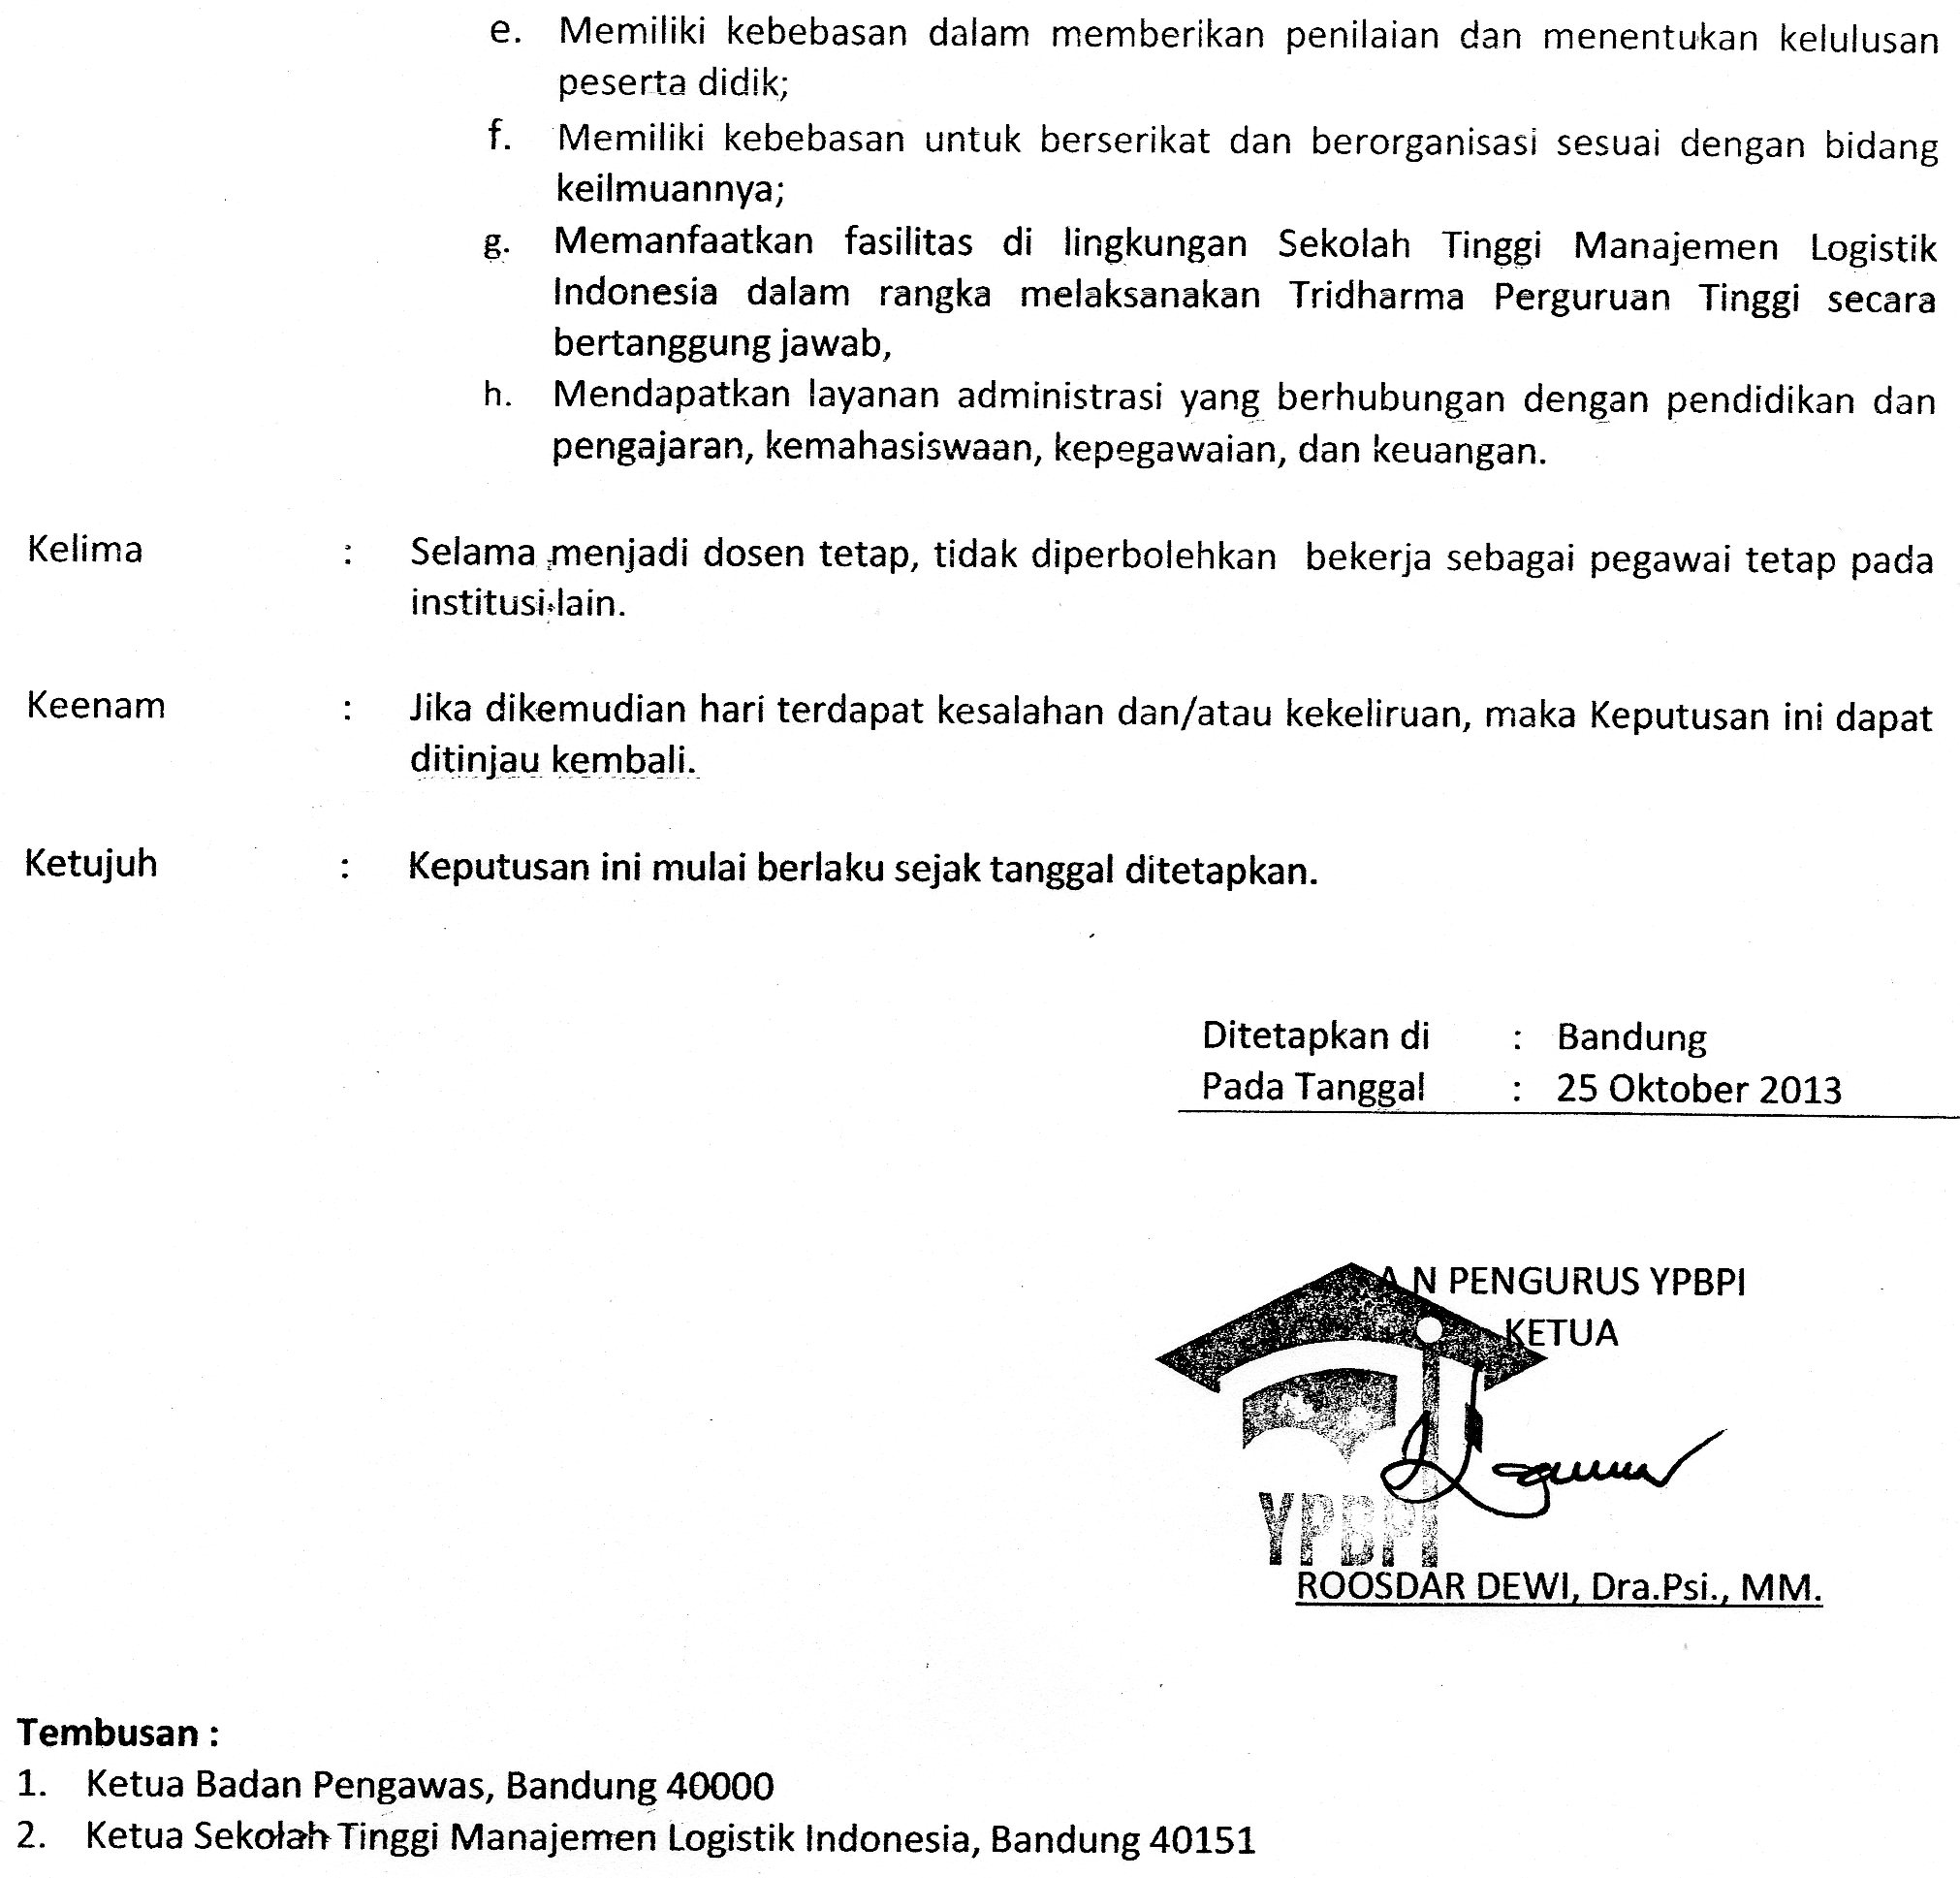 e. Memiliki kebebasan dalam memberikan penilaian dan menentukan kelulusan
peserta didik;
f. Memiliki kebebasan untuk berserikat dan berorganisasi sesuai dengan bidang
keilmuannya;
g. Memanfaatkan fasilitas di lingkungan Sekolah Tinggi Manajemen Logistik
Indonesia dalam rangka melaksanakan Tridharma Perguruan Tinggi secara
bertanggung jawab,
h. Mendapatkan layanan administrasi yang berhubungan dengan pendidikan dan
pengajaran, kemahasiswaan, kepegawaian, dan keuangan.
Kelima : Selama menjadi dosen tetap, tidak diperbolehkan bekerja sebagai pegawai tetap pada
institusi lain.
Keenam : Jika dikemudian hari terdapat kesalahan dan/atau kekeliruan, maka Keputusan ini dapat
ditinjau kembali.
Ketujuh : Keputusan ini mulai berlaku sejak tanggal ditetapkan.
Ditetapkan di : Bandung
Pada Tanggal : 25 Oktober 2013
A.N PENGURUS YPBPI
KETUA
YPBPI
ROOSDAR DEWI, Dra.Psi., MM.
Tembusan :
1. Ketua Badan Pengawas, Bandung 40000
2. Ketua Sekolah Tinggi Manajemen Logistik Indonesia, Bandung 40151